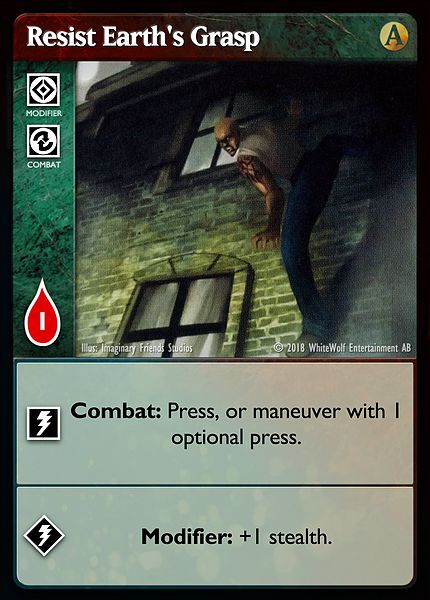 Resist Earth's Grasp
A
MODIFIER
COMBAT
1
Illus: Imaginary Friends Studios
© 2018 WhiteWolf Entertainment AB
Combat: Press, or maneuver with 1
optional press.
Modifier: +1 stealth.